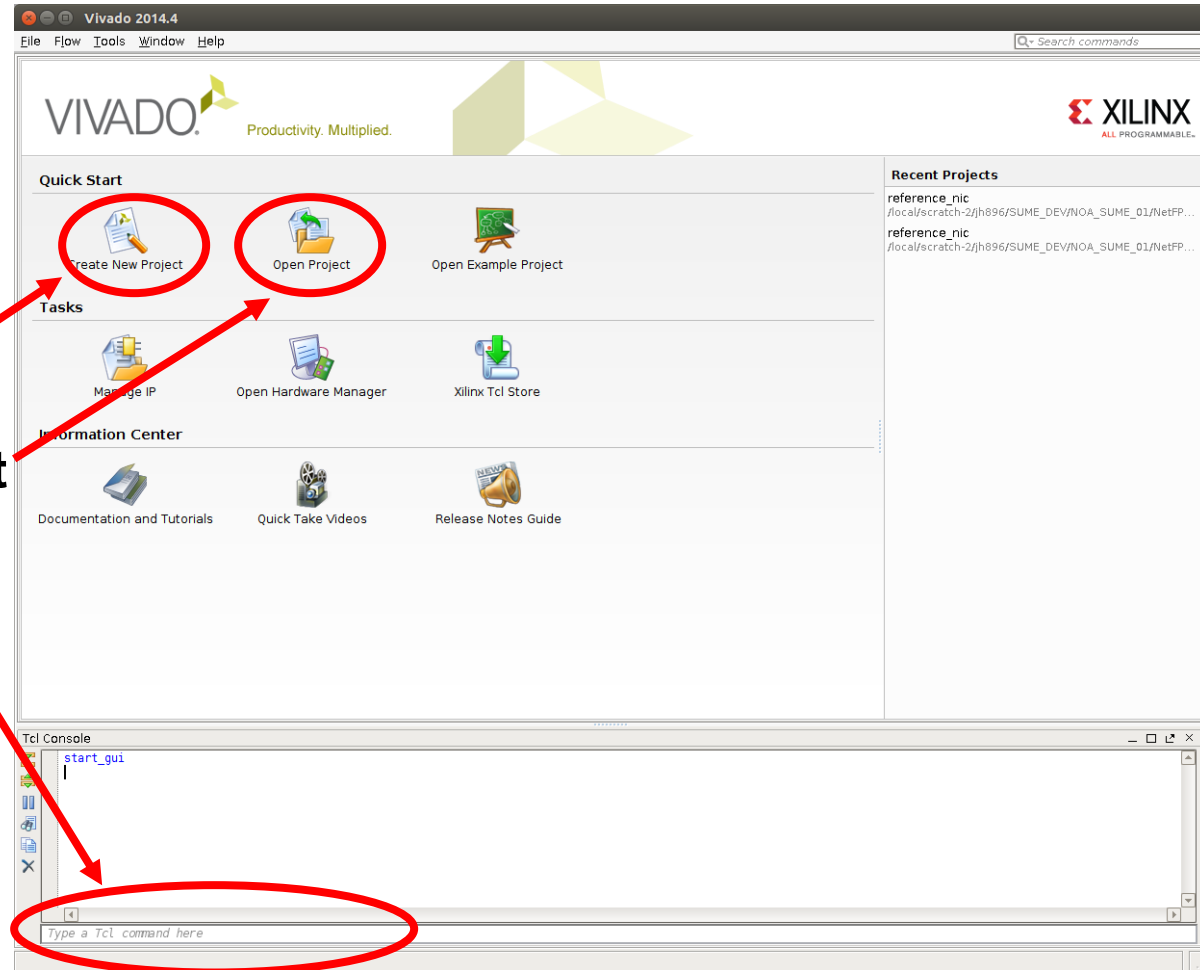 Vivado 2014.4
File Flow Tools Window Help
Q- Search commands
VIVADO.
Productivity. Multiplied.
XILINX
ALL PROGRAMMABLE.
Quick Start
Create New Project
Open Project
Open Example Project
Tasks
Manage IP
Open Hardware Manager
Xilinx Tcl Store
Information Center
t
Documentation and Tutorials
Quick Take Videos
Release Notes Guide
Recent Projects
reference_nic
/local/scratch-2/jh896/SUME_DEV/NOA_SUME_01/NetFP...
reference_nic
/local/scratch-2/jh896/SUME_DEV/NOA_SUME_01/NetFP...
Tcl Console
start_gui
Type a Tcl command here